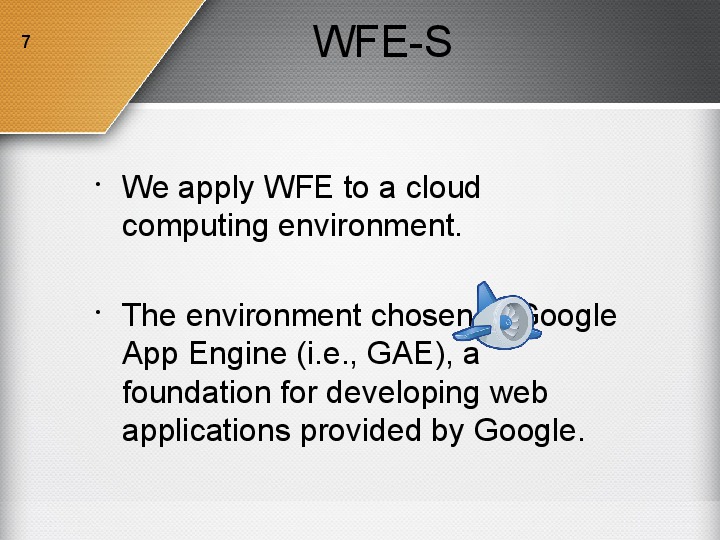 7
WFE-S
• We apply WFE to a cloud
computing environment.
• The environment chosen Google
App Engine (i.e., GAE), a
foundation for developing web
applications provided by Google.